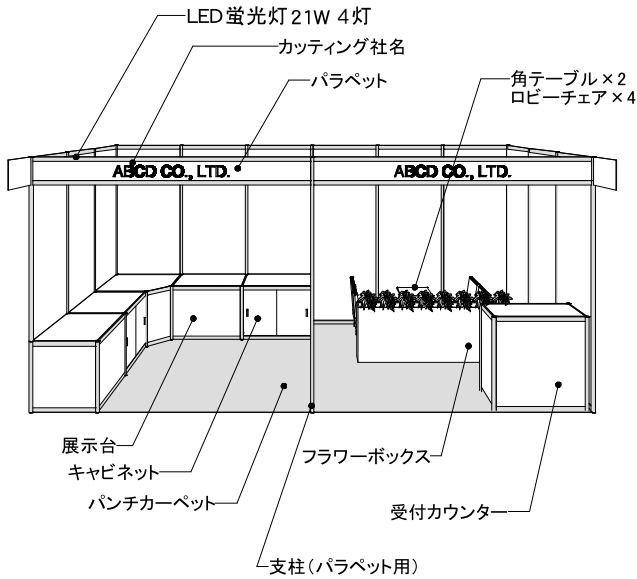 LED蛍光灯21W 4灯
カッティング社名
パラペット
角テーブル×2
ロビーチェア×4
ABCD CO., LTD.
ABCD CO., LTD.
展示台
キャビネット
パンチカーペット
フラワーボックス
受付カウンター
支柱（パラペット用）